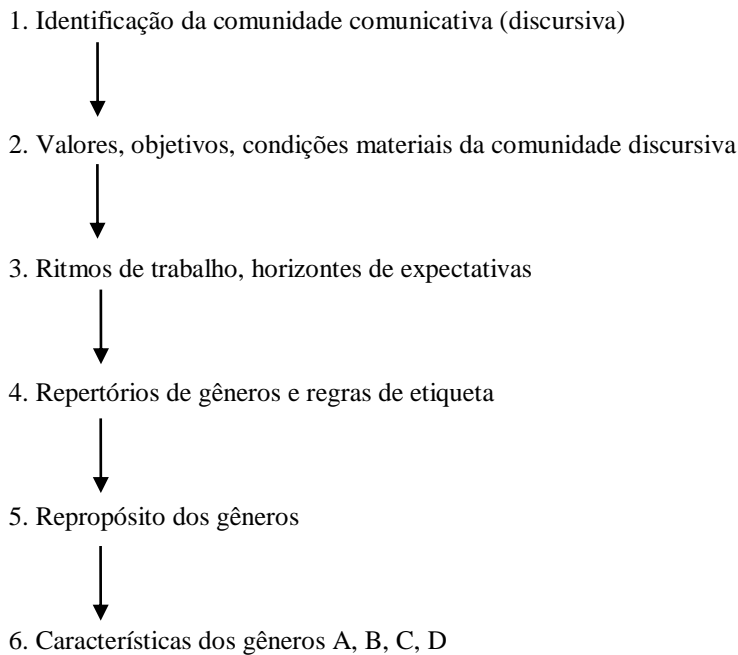 1. Identificação da comunidade comunicativa (discursiva)
2. Valores, objetivos, condições materiais da comunidade discursiva
3. Ritmos de trabalho, horizontes de expectativas
4. Repertórios de gêneros e regras de etiqueta
5. Repropósito dos gêneros
6. Características dos gêneros A, B, C, D